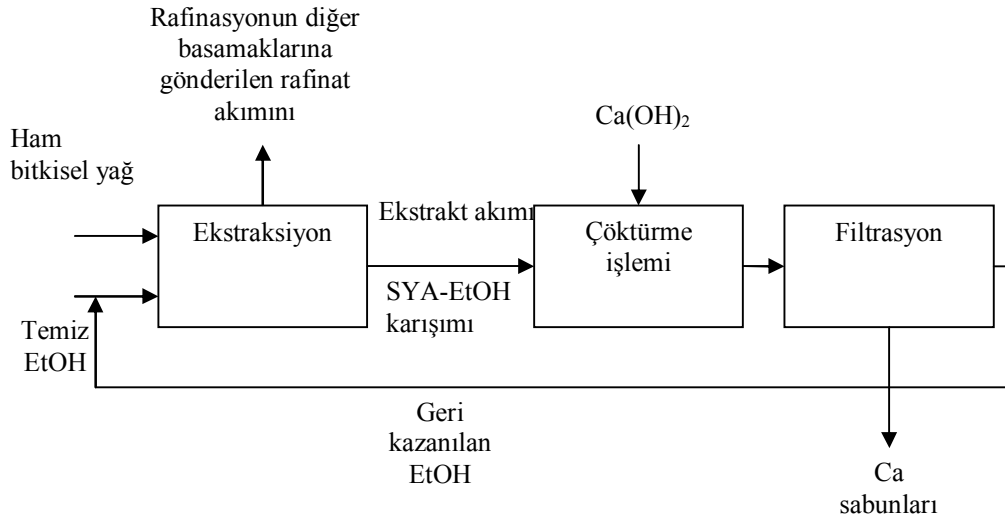 Rafinasyonun diğer
basamaklarına
gönderilen rafinat
akımını
Ham
bitkisel yağ
Ca(OH)₂
Ekstraksiyon
Ekstrakt akımı
Çöktürme
işlemi
Filtrasyon
SYA-EtOH
karışımı
Temiz
EtOH
Geri
kazanılan
EtOH
Ca
sabunları